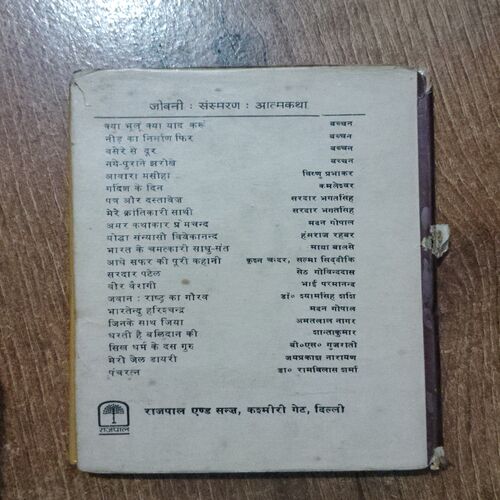 जीवनी : संस्मरण : आत्मकथा
क्या भूलूं क्या याद करूं बच्चन
नीड़ का निर्माण फिर बच्चन
बसेरे से दूर बच्चन
नये-पुराने झरोखे बच्चन
आवारा मसीहा विष्णु प्रभाकर
गर्दिश के दिन कमलेश्वर
पत्र और दस्तावेज़ सरदार भगतसिंह
मेरे क्रांतिकारी साथी सरदार भगतसिंह
अमर कथाकार प्रेमचन्द मदन गोपाल
योद्धा संन्यासी विवेकानन्द हंसराज रहबर
भारत के चमत्कारी साधु-संत माया बालसे
आधे सफर की पूरी कहानी कृश्न चन्दर, सल्मा सिद्दीकि
सरदार पटेल सेठ गोविन्ददास
वीर वैरागी भाई परमानन्द
जवान : राष्ट्र का गौरव डॉ० श्यामसिंह शशि
भारतेन्दु हरिश्चन्द्र मदन गोपाल
जिनके साथ जिया अमृतलाल नागर
धरती है बलिदान की शान्ताकुमार
सिख धर्म के दस गुरु बी०एस० गुजराती
मेरी जेल डायरी जयप्रकाश नारायण
पंचरत्न डा० रामविलास शर्मा
राजपाल एण्ड सन्ज़, कश्मीरी गेट, दिल्ली
राजपाल